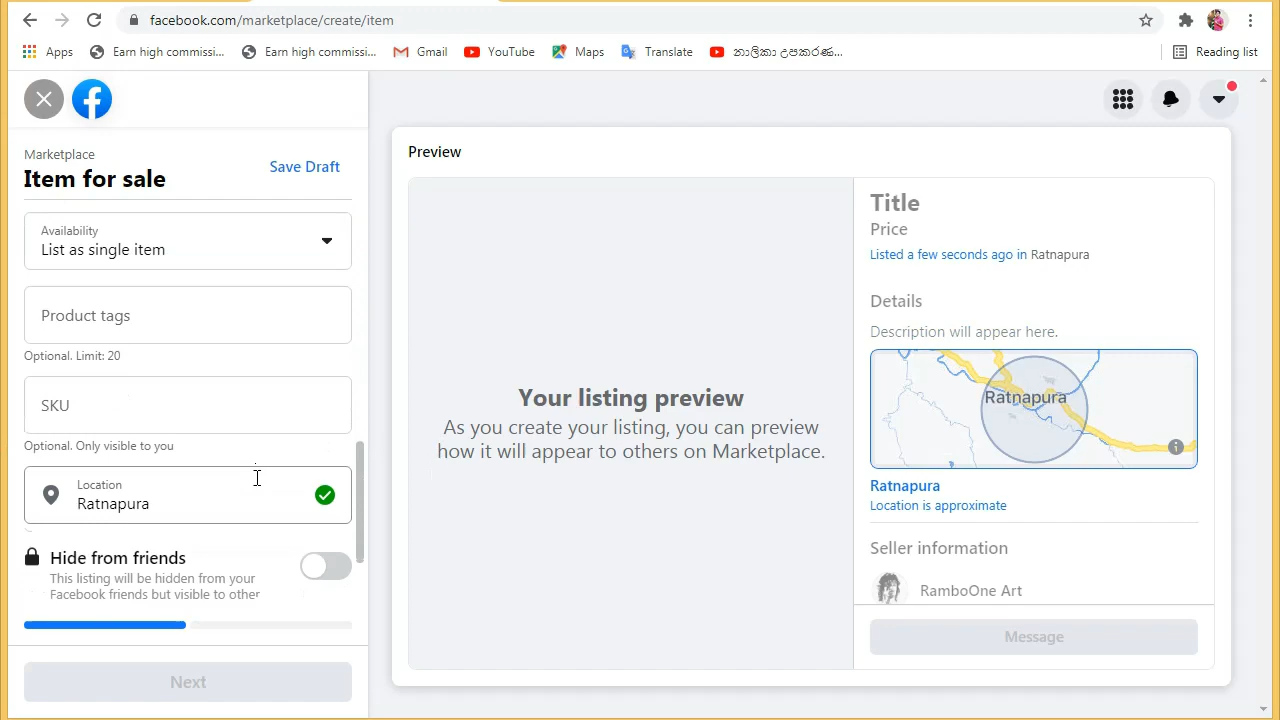 facebook.com/marketplace/create/item
Apps
Earn high commissi...
Earn high commissi...
Gmail
YouTube
Maps
Translate
නාලිකා උපකරණ...
Reading list
Marketplace
Item for sale
Save Draft
Availability
List as single item
Product tags
Optional. Limit: 20
SKU
Optional. Only visible to you
Location
Ratnapura
Hide from friends
This listing will be hidden from your
Facebook friends but visible to other
Next
Preview
Your listing preview
As you create your listing, you can preview
how it will appear to others on Marketplace.
Title
Price
Listed a few seconds ago in Ratnapura
Details
Description will appear here.
Ratnapura
Ratnapura
Location is approximate
Seller information
RamboOne Art
Message